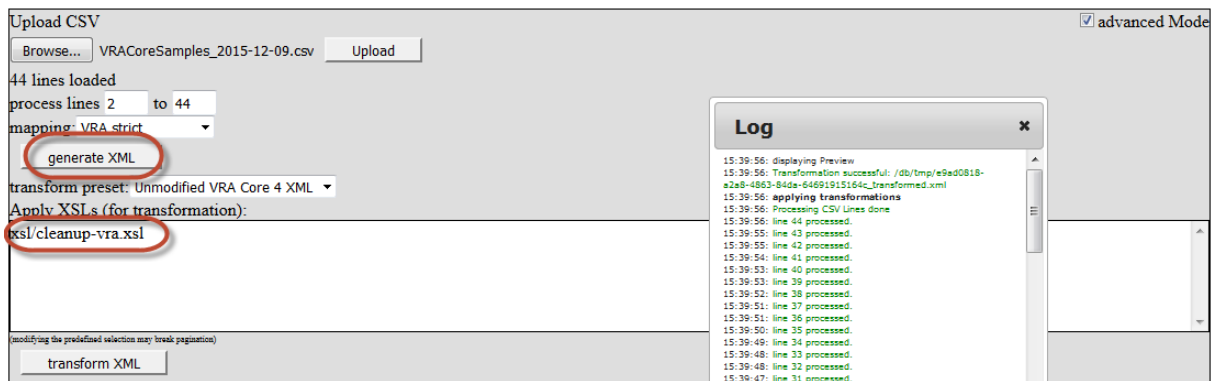 Upload CSV
advanced Mode
Browse... VRACoreSamples_2015-12-09.csv Upload
44 lines loaded
process lines 2 to 44
mapping: VRA strict
generate XML
transform preset: Unmodified VRA Core 4 XML
Apply XSLs (for transformation):
xsl/cleanup-vra.xsl
(modifying the predefined selection may break pagination)
transform XML
Log
15:39:56: displaying Preview
15:39:56: Transformation successful: /db/tmp/e9ad0818-
a2a8-4863-84da-64691915164c_transformed.xml
15:39:56: applying transformations
15:39:56: Processing CSV Lines done
15:39:56: line 44 processed.
15:39:55: line 43 processed.
15:39:55: line 42 processed.
15:39:54: line 41 processed.
15:39:53: line 40 processed.
15:39:53: line 39 processed.
15:39:52: line 38 processed.
15:39:51: line 37 processed.
15:39:51: line 36 processed.
15:39:50: line 35 processed.
15:39:49: line 34 processed.
15:39:48: line 33 processed.
15:39:48: line 32 processed.
15:39:47: line 31 processed.